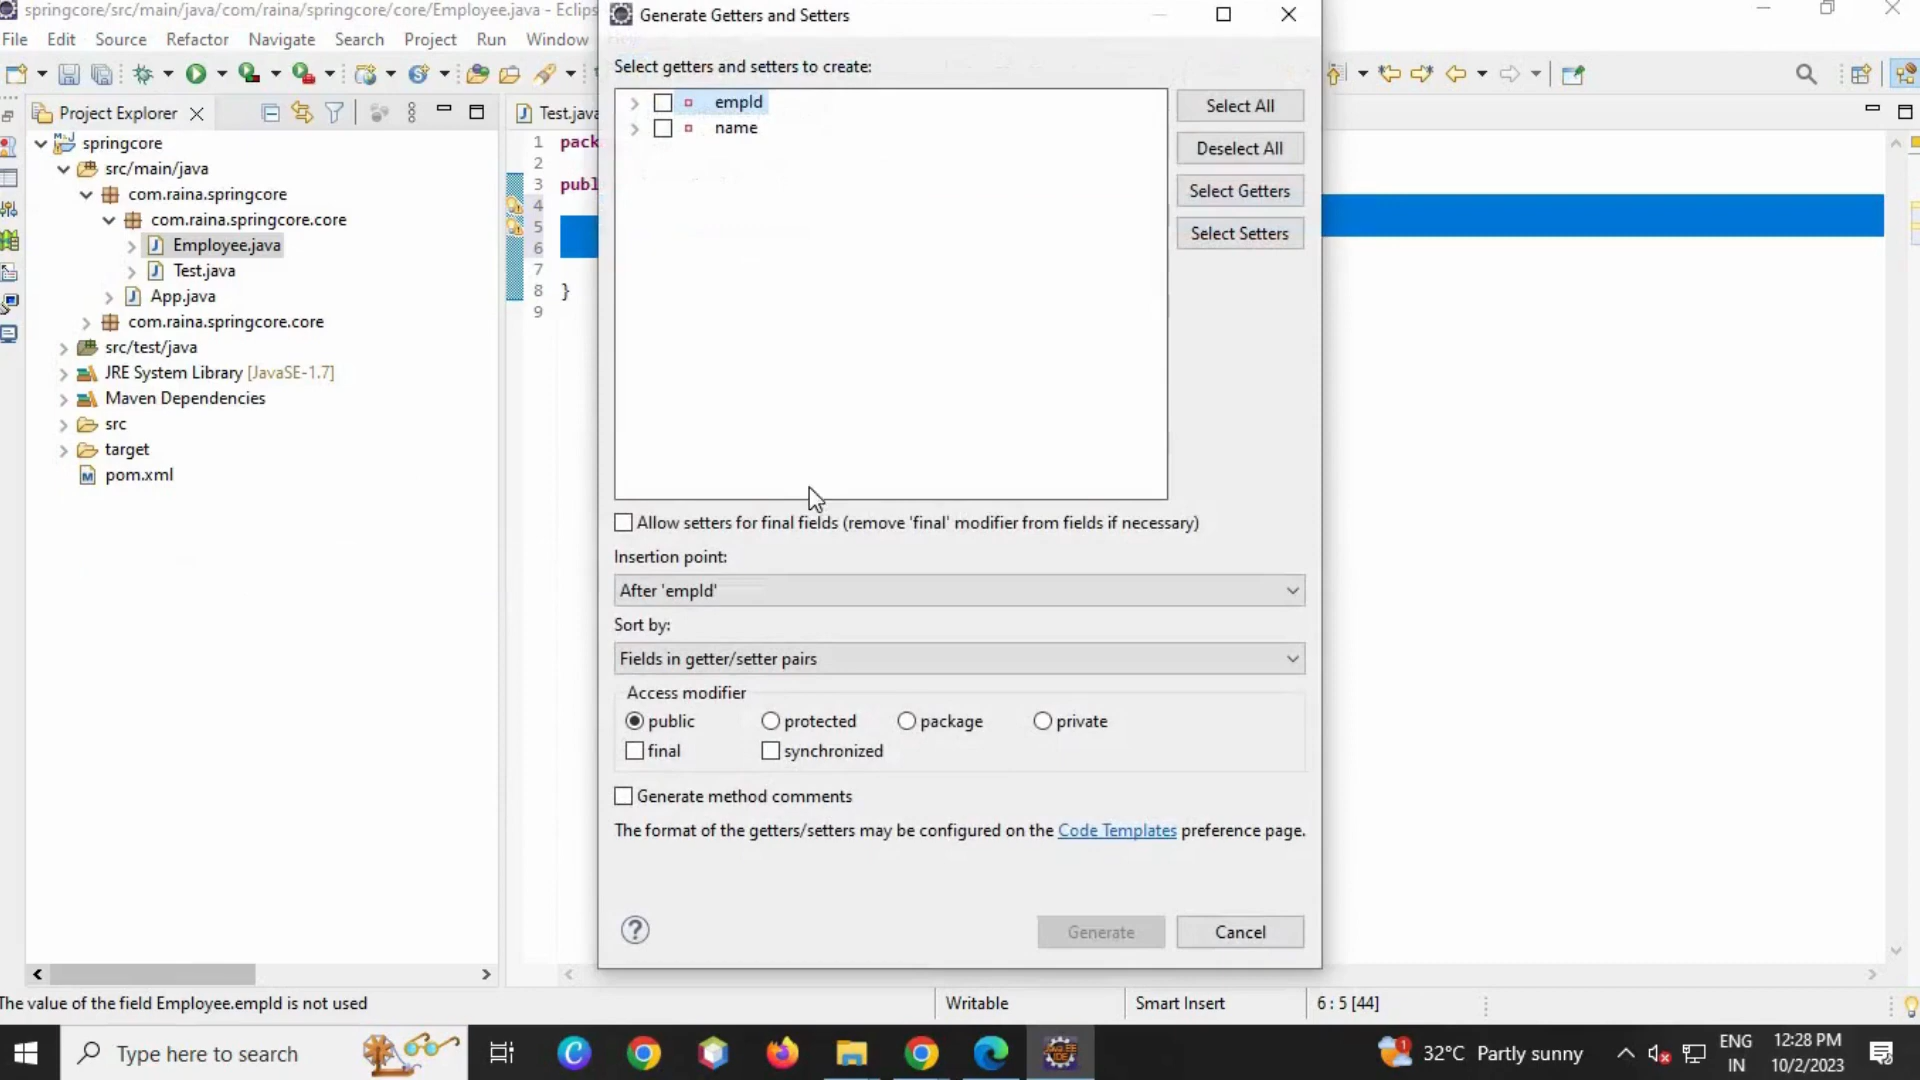 springcore/src/main/java/com/raina/springcore/core/Employee.java - Eclips
Generate Getters and Setters
File Edit Source Refactor Navigate Search Project Run Window
Select getters and setters to create:
Project Explorer
Test.java
empId
name
Select All
Deselect All
Select Getters
Select Setters
springcore
src/main/java
com.raina.springcore
com.raina.springcore.core
Employee.java
Test.java
App.java
com.raina.springcore.core
src/test/java
JRE System Library [JavaSE-1.7]
Maven Dependencies
src
target
pom.xml
1 pack
2
3 publ
4
5
6
7
8 }
9
Allow setters for final fields (remove 'final' modifier from fields if necessary)
Insertion point:
After 'empId'
Sort by:
Fields in getter/setter pairs
Access modifier
public protected package private
final synchronized
Generate method comments
The format of the getters/setters may be configured on the Code Templates preference page.
Generate Cancel
The value of the field Employee.empId is not used
Writable
Smart Insert
6 : 5 [44]
Type here to search
32°C Partly sunny
ENG
IN
12:28 PM
10/2/2023